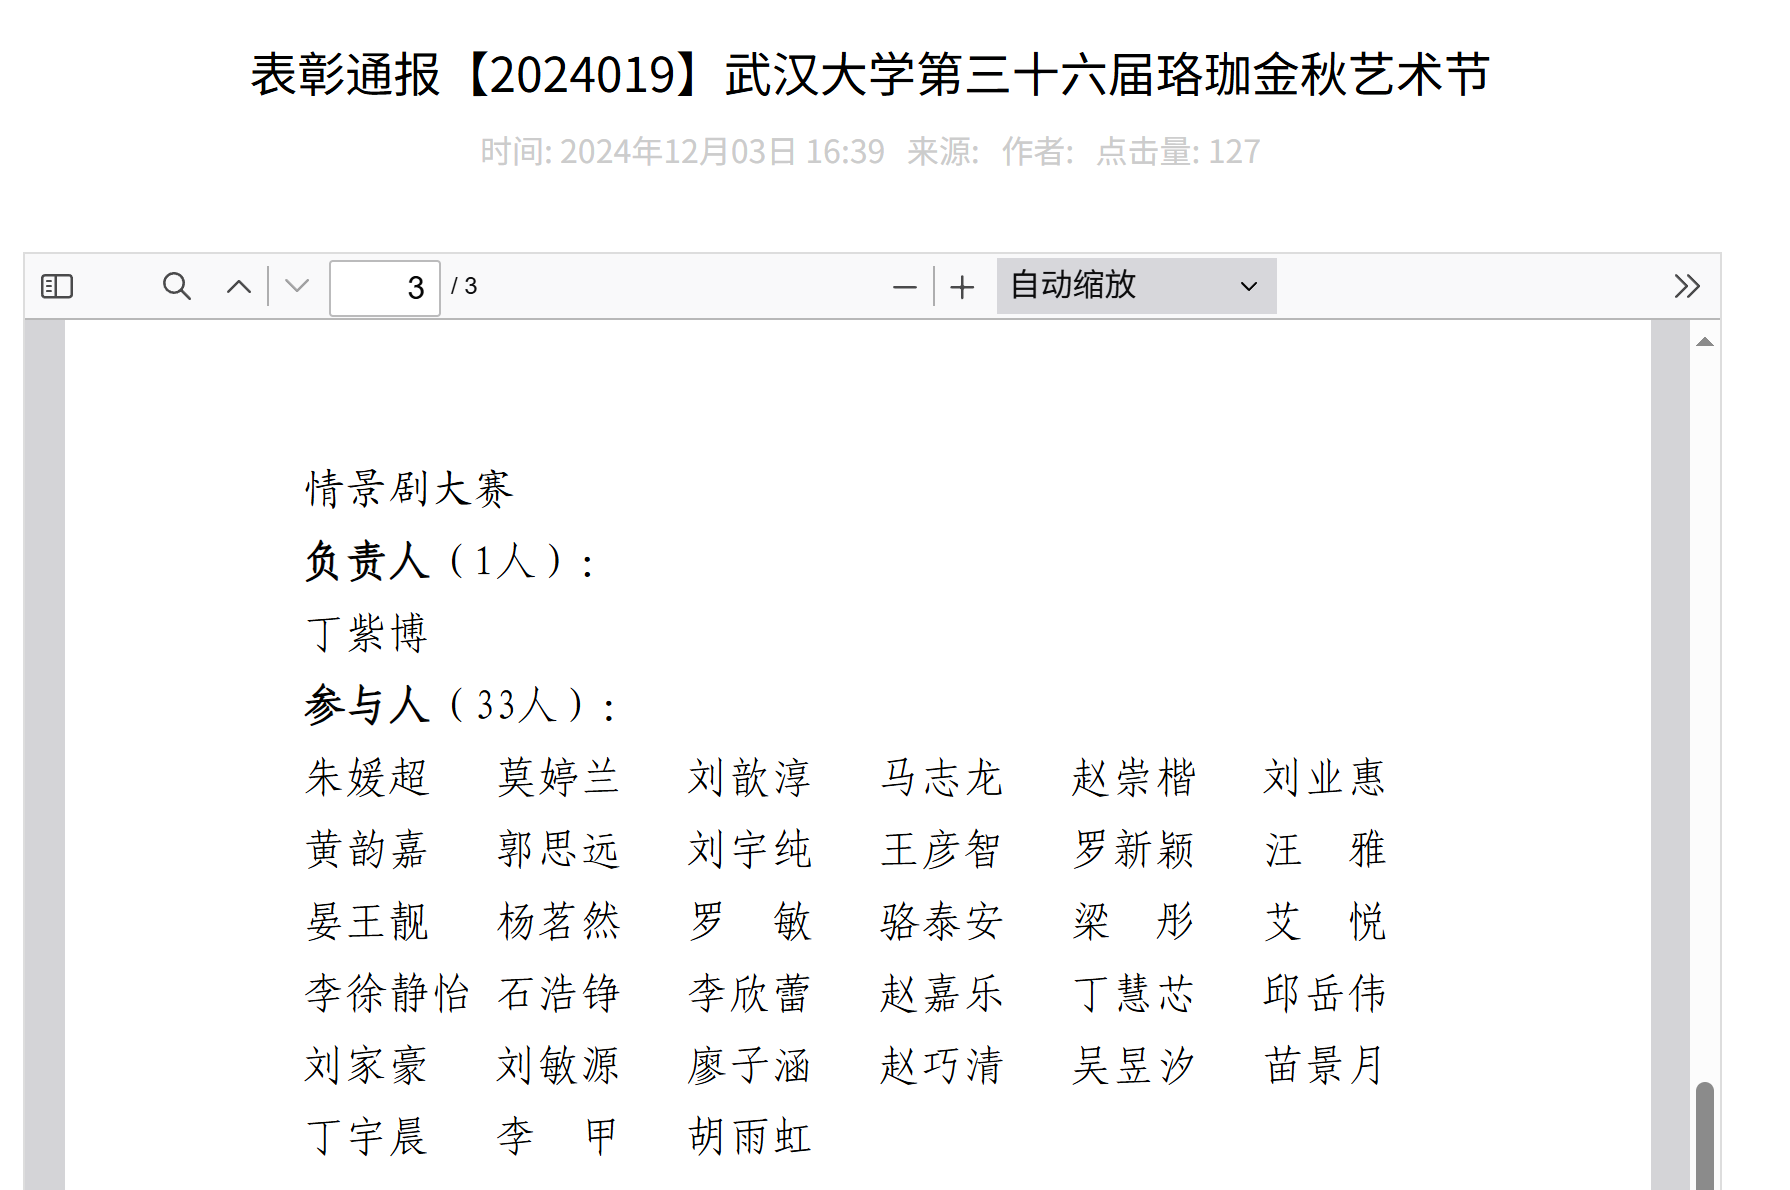 表彰通报【2024019】武汉大学第三十六届珞珈金秋艺术节
时间: 2024年12月03日 16:39 来源: 作者: 点击量: 127
3 / 3 自动缩放
情景剧大赛
负责人（1人）：
丁紫博
参与人（33人）：
朱媛超 莫婷兰 刘歆淳 马志龙 赵崇楷 刘业惠
黄韵嘉 郭思远 刘宇纯 王彦智 罗新颖 汪 雅
晏王靓 杨茗然 罗 敏 骆泰安 梁 彤 艾 悦
李徐静怡 石浩铮 李欣蕾 赵嘉乐 丁慧芯 邱岳伟
刘家豪 刘敏源 廖子涵 赵巧清 吴昱汐 苗景月
丁宇晨 李 甲 胡雨虹